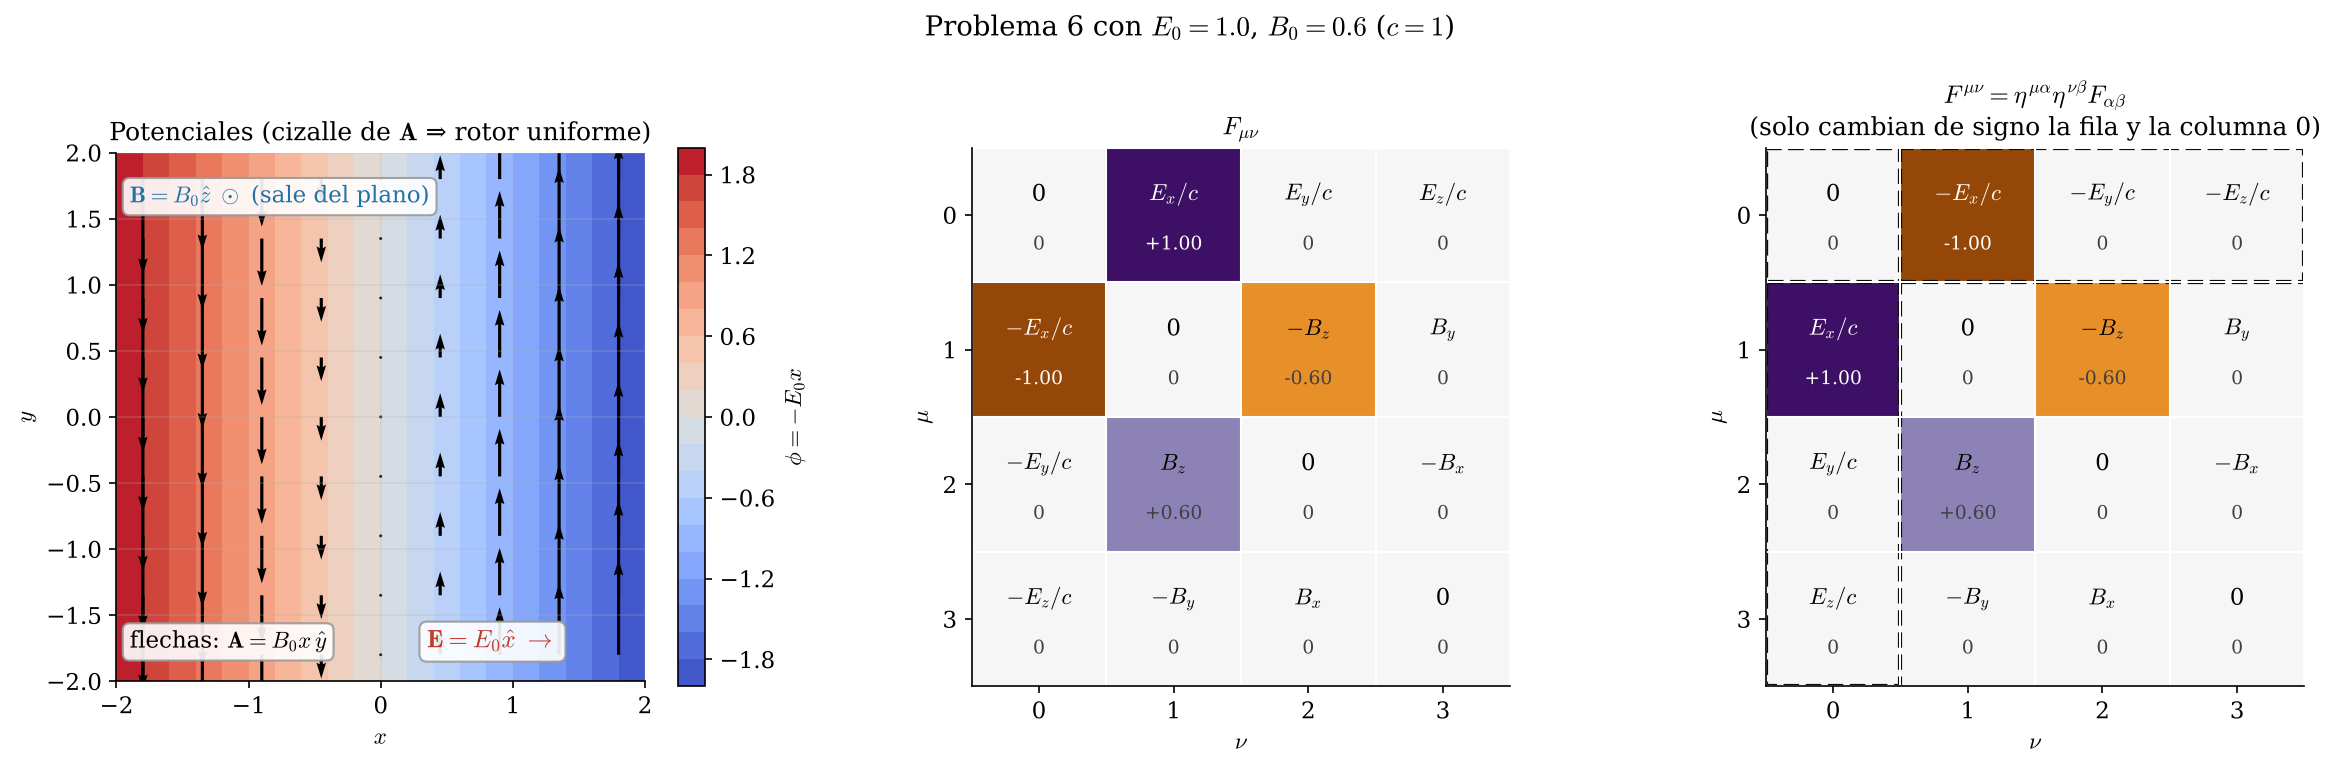 Problema 6 con $E_0 = 1.0$, $B_0 = 0.6$ ($c = 1$)
Potenciales (cizalle de $\mathbf{A}$ ⇒ rotor uniforme)
$\mathbf{B} = B_0\hat{z}$ ⊙ (sale del plano)
flechas: $\mathbf{A} = B_0 x\,\hat{y}$
$\mathbf{E} = E_0\hat{x}$ →
2.0
1.5
1.0
0.5
0.0
−0.5
−1.0
−1.5
−2.0
y
−2 −1 0 1 2
x
1.8
1.2
0.6
0.0
−0.6
−1.2
−1.8
$\phi = -E_0 x$
$F_{\mu\nu}$
0 $E_x/c$ $E_y/c$ $E_z/c$
0 +1.00 0 0
$-E_x/c$ 0 $-B_z$ $B_y$
-1.00 0 -0.60 0
$-E_y/c$ $B_z$ 0 $-B_x$
0 +0.60 0 0
$-E_z/c$ $-B_y$ $B_x$ 0
0 0 0 0
0
1
2
3
μ
0 1 2 3
ν
$F^{\mu\nu} = \eta^{\mu\alpha}\eta^{\nu\beta}F_{\alpha\beta}$
(solo cambian de signo la fila y la columna 0)
0 $-E_x/c$ $-E_y/c$ $-E_z/c$
0 -1.00 0 0
$E_x/c$ 0 $-B_z$ $B_y$
+1.00 0 -0.60 0
$E_y/c$ $B_z$ 0 $-B_x$
0 +0.60 0 0
$E_z/c$ $-B_y$ $B_x$ 0
0 0 0 0
0
1
2
3
μ
0 1 2 3
ν